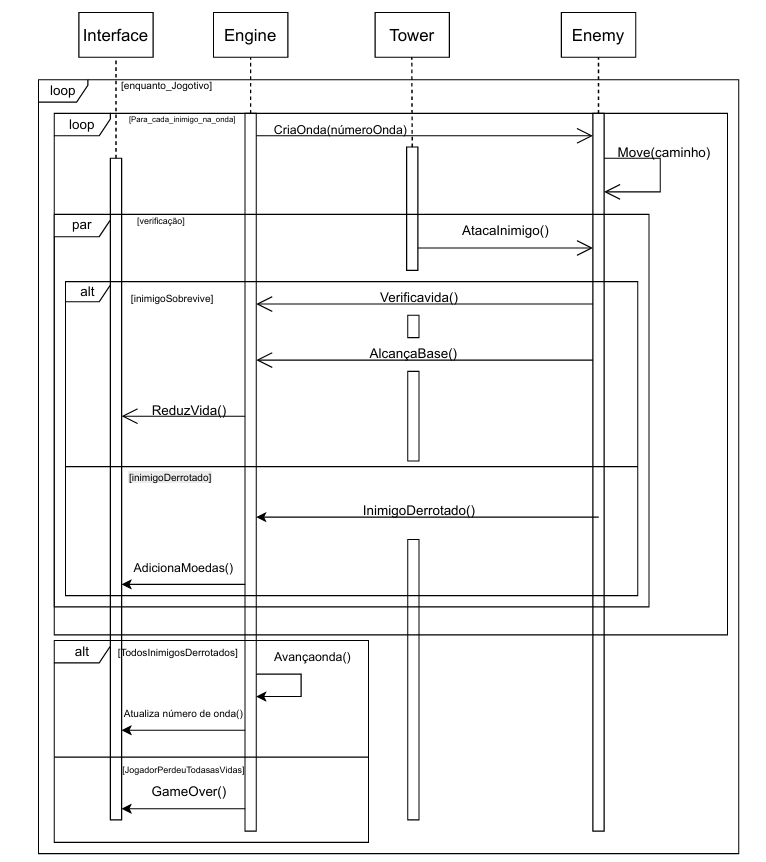 Interface
Engine
Tower
Enemy
loop
[enquanto_Jogotivo]
loop
[Para_cada_inimigo_na_onda]
CriaOnda(númeroOnda)
Move(caminho)
par
[verificação]
AtacaInimigo()
alt
[inimigoSobrevive]
Verificavida()
AlcançaBase()
ReduzVida()
[inimigoDerrotado]
InimigoDerrotado()
AdicionaMoedas()
alt
[TodosInimigosDerrotados]
Avançaonda()
Atualiza número de onda()
[JogadorPerdeuTodasasVidas]
GameOver()